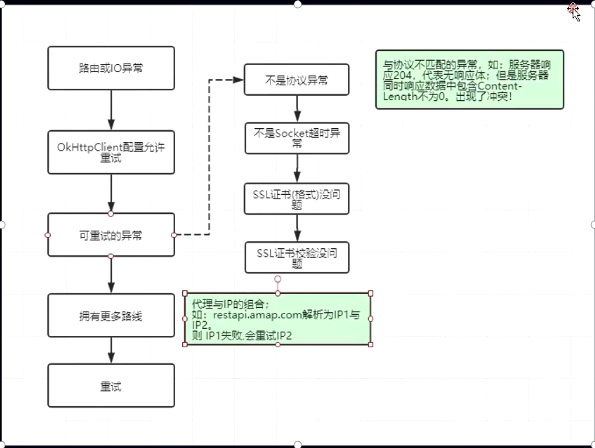 路由或IO异常
OkHttpClient配置允许
重试
可重试的异常
拥有更多路线
重试
不是协议异常
不是Socket超时异
常
SSL证书(格式)没问
题
SSL证书校验没问
题
与协议不匹配的异常，如：服务器响
应204，代表无响应体；但是服务器
同时响应数据中包含Content-
Length不为0。出现了冲突！
代理与IP的组合；
如：restapi.amap.com解析为IP1与
IP2。
则 IP1失败,会重试IP2